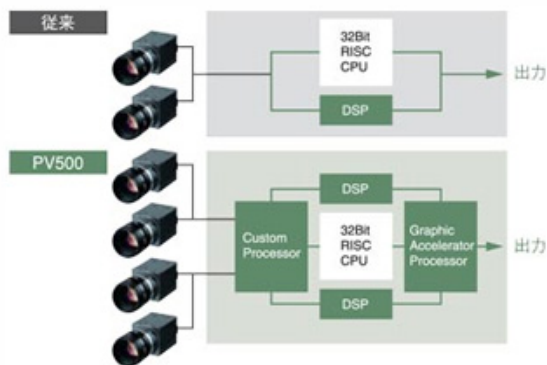 従来
32Bit
RISC
CPU
DSP
出力
PV500
DSP
Custom
Processor
32Bit
RISC
CPU
Graphic
Accelerator
Processor
DSP
出力